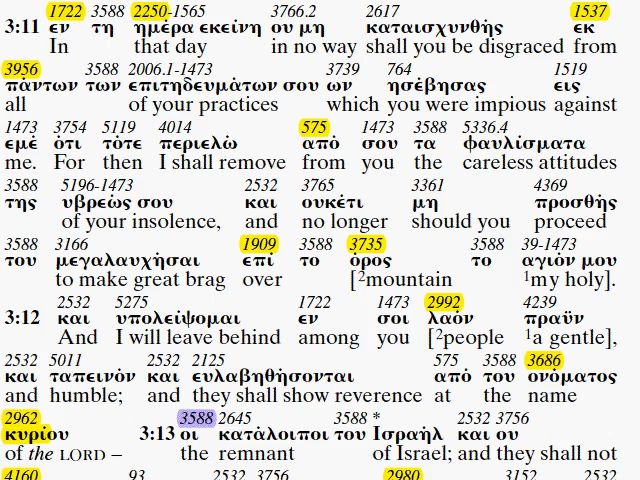 1722 3588 2250-1565 3766.2 2617 1537
3:11 εν τη ημέρα εκείνη ου μη καταισχυνθής εκ
In that day in no way shall you be disgraced from
3956 3588 2006.1-1473 3739 764 1519
πάντων των επιτηδευμάτων σου ων ησέβησας εις
all of your practices which you were impious against
1473 3754 5119 4014 575 1473 3588 5336.4
εμέ ότι τότε περιελώ από σου τα φαυλίσματα
me. For then I shall remove from you the careless attitudes
3588 5196-1473 2532 3765 3361 4369
της υβρεώς σου και ουκέτι μη προσθής
of your insolence, and no longer should you proceed
3588 3166 1909 3588 3735 3588 39-1473
του μεγαλαυχήσαι επί το όρος το αγιόν μου
to make great brag over [²mountain ¹my holy].
2532 5275 1722 1473 2992 4239
3:12 και υπολείψομαι εν σοι λαόν πραϋν
And I will leave behind among you [²people ¹a gentle],
2532 5011 2532 2125 575 3588 3686
και ταπεινόν και ευλαβηθήσονται από του ονόματος
and humble; and they shall show reverence at the name
2962 3588 2645 3588 * 2532 3756
κυρίου 3:13 οι κατάλοιποι του Ισραήλ και ου
of the LORD – the remnant of Israel; and they shall not
4160 93 2532 3756 2980 3152 2532